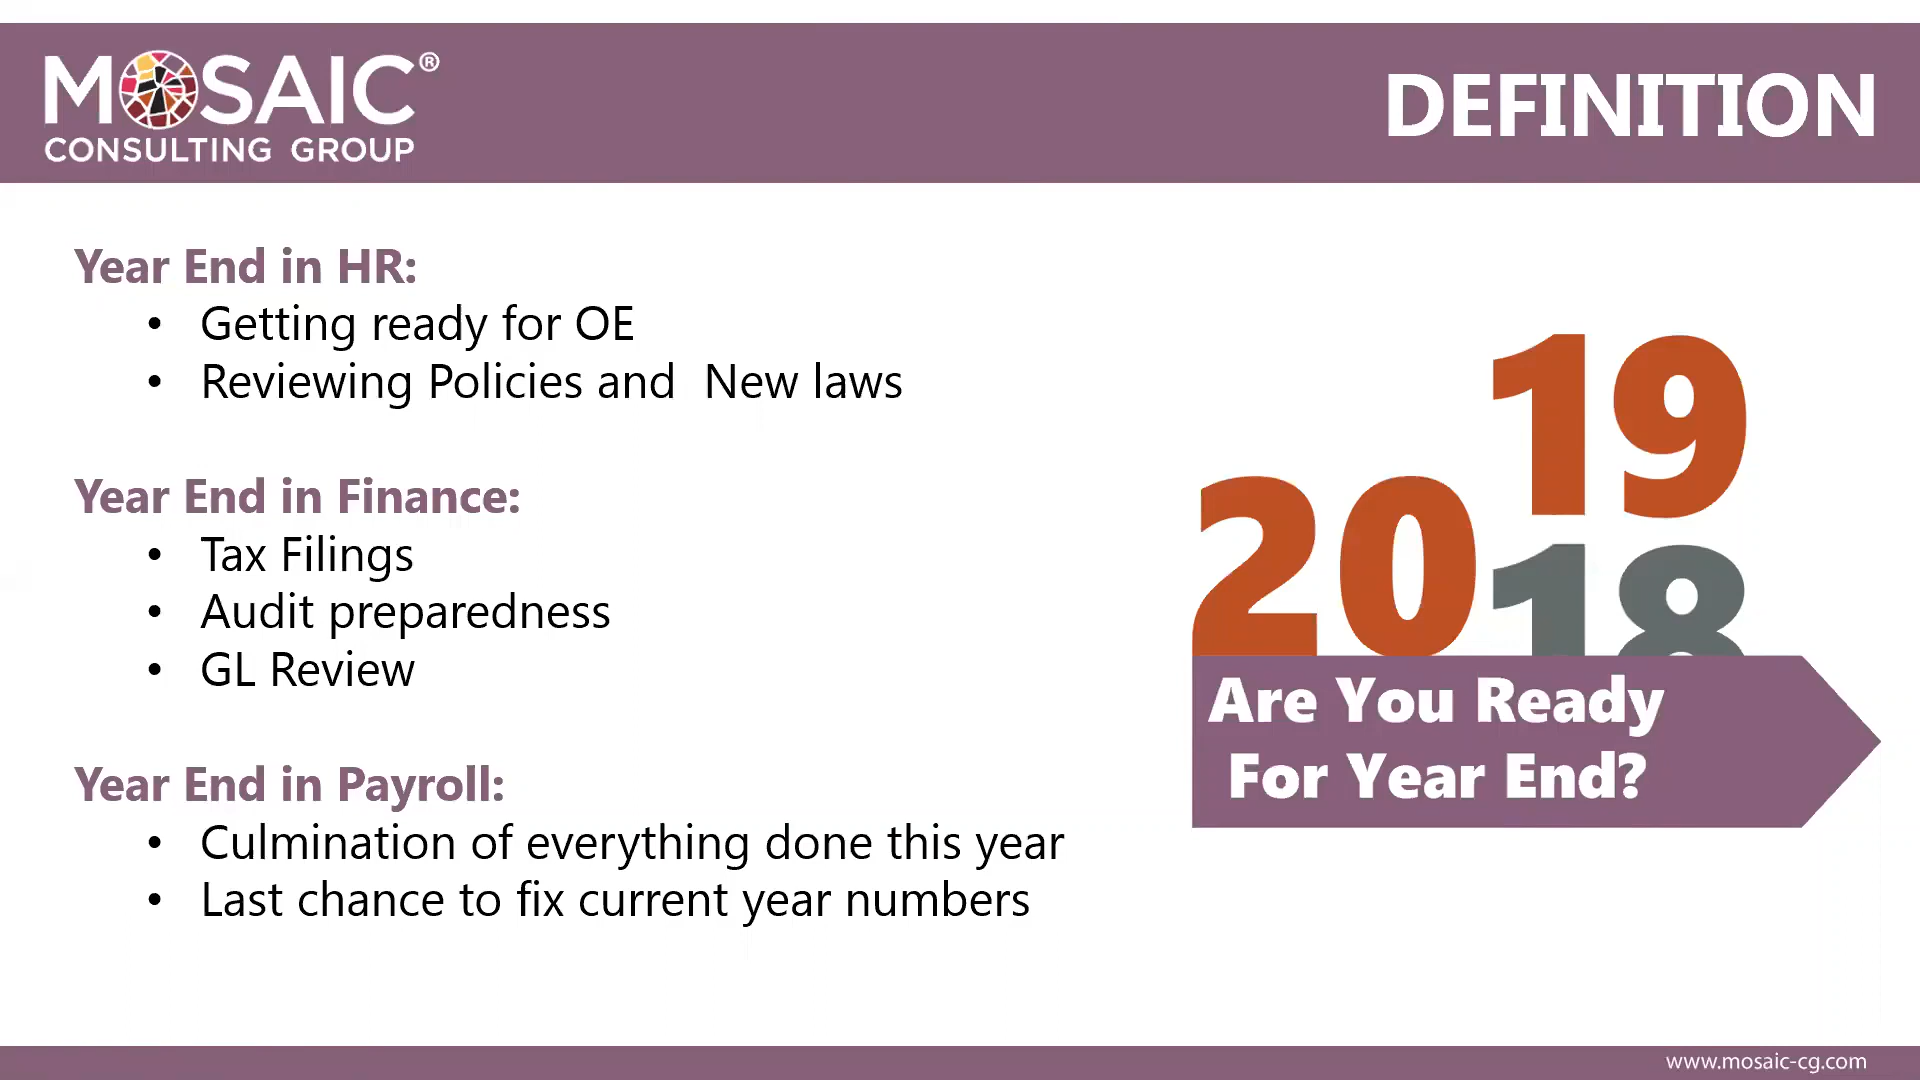 MOSAIC®
CONSULTING GROUP
DEFINITION
Year End in HR:
• Getting ready for OE
• Reviewing Policies and  New laws
Year End in Finance:
• Tax Filings
• Audit preparedness
• GL Review
Year End in Payroll:
• Culmination of everything done this year
• Last chance to fix current year numbers
19
20
18
Are You Ready
For Year End?
www.mosaic-cg.com